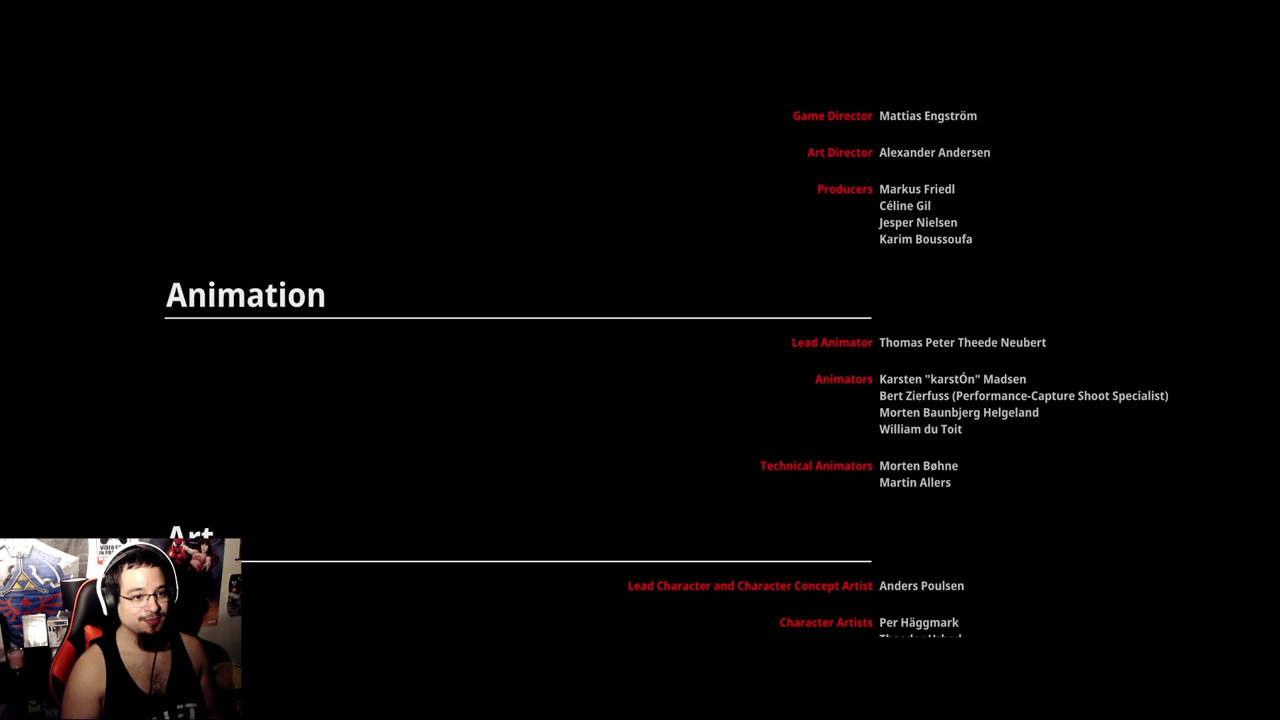 Game Director Mattias Engström
Art Director Alexander Andersen
Producers Markus Friedl
Céline Gil
Jesper Nielsen
Karim Boussoufa
Animation
Lead Animator Thomas Peter Theede Neubert
Animators Karsten "karstÓn" Madsen
Bert Zierfuss (Performance-Capture Shoot Specialist)
Morten Baunbjerg Helgeland
William du Toit
Technical Animators Morten Bøhne
Martin Allers
Art
Lead Character and Character Concept Artist Anders Poulsen
Character Artists Per Häggmark